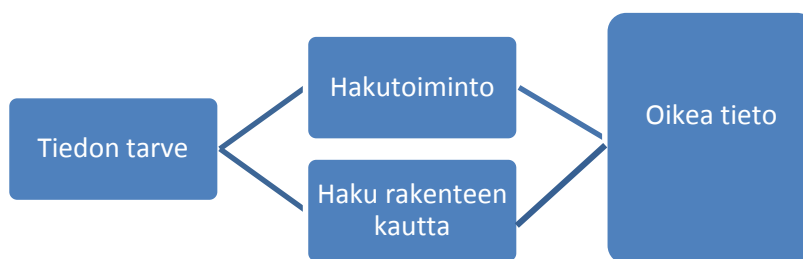 Tiedon tarve
Hakutoiminto
Haku rakenteen
kautta
Oikea tieto